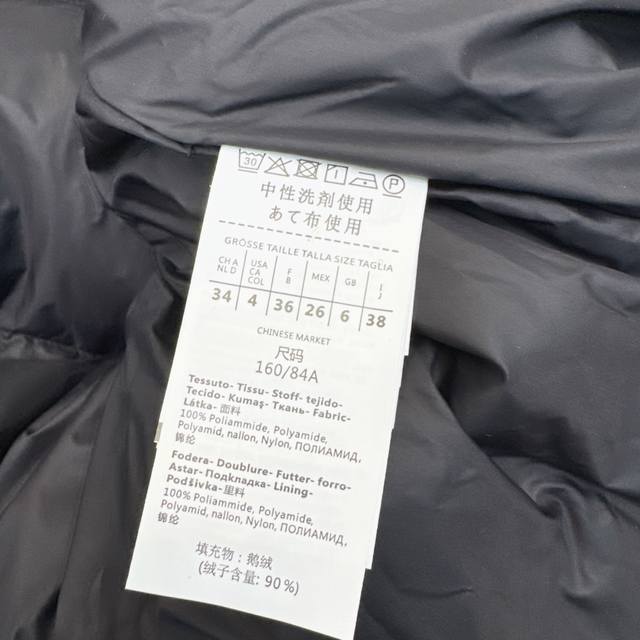 30 1 P
中性洗剤使用
あて布使用
GRÖSSE TAILLE TALLA SIZE TAGLIA
CH A NL D USA CA COL F B MEX GB I J
34 4 36 26 6 38
CHINESE MARKET
尺码
160/84A
Tessuto- Tissu- Stoff- tejido-
Tecido- Kumaş- Ткань- Fabric-
Látka- 面料
100% Poliammide, Polyamide,
Polyamid, nallon, Nylon, ПОЛИАМИД,
锦纶
Fodera- Doublure- Futter- forro-
Astar- Подкладка- Lining-
Podšivka- 里料
100% Poliammide, Polyamide,
Polyamid, nallon, Nylon, ПОЛИАМИД,
锦纶
填充物：鹅绒
(绒子含量: 90%)